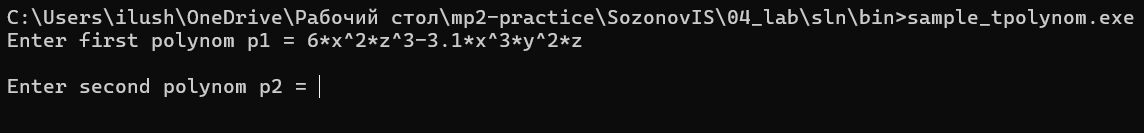 C:\Users\ilush\OneDrive\Рабочий стол\mp2-practice\SozonovIS\04_lab\sln\bin>sample_tpolynom.exe
Enter first polynom p1 = 6*x^2*z^3-3.1*x^3*y^2*z
Enter second polynom p2 =